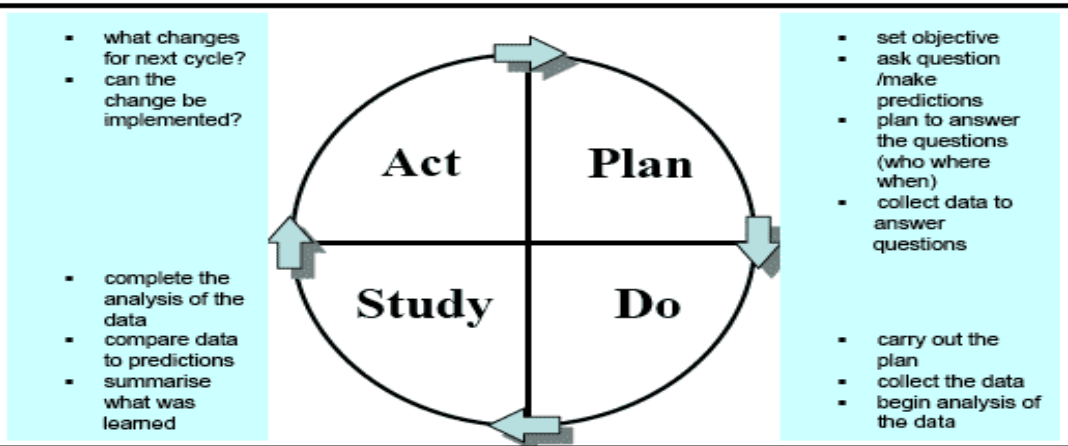 what changes
for next cycle?
can the
change be
implemented?
Act
Plan
set objective
ask question
/make
predictions
plan to answer
the questions
(who where
when)
collect data to
answer
questions
complete the
analysis of the
data
compare data
to predictions
summarise
what was
learned
Study
Do
carry out the
plan
collect the data
begin analysis of
the data